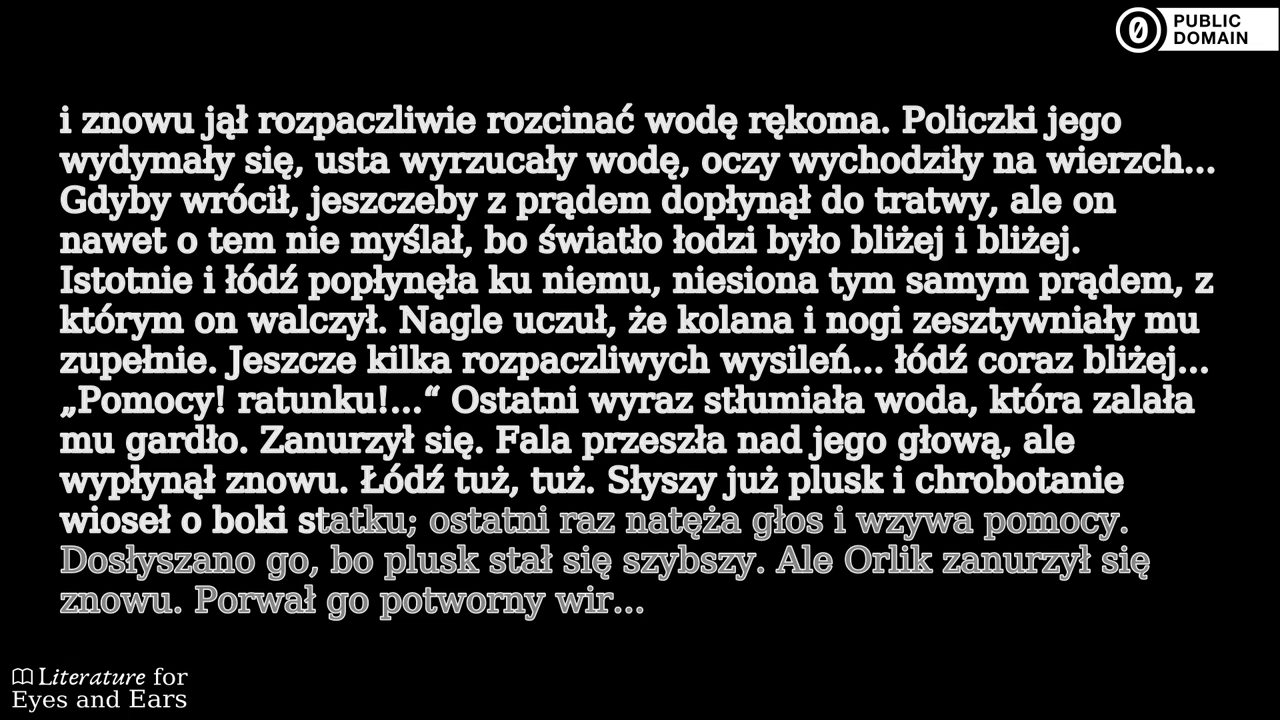 PUBLIC
DOMAIN
i znowu jął rozpaczliwie rozcinać wodę rękoma. Policzki jego
wydymały się, usta wyrzucały wodę, oczy wychodziły na wierzch...
Gdyby wrócił, jeszczeby z prądem dopłynął do tratwy, ale on
nawet o tem nie myślał, bo światło łodzi było bliżej i bliżej.
Istotnie i łódź popłynęła ku niemu, niesiona tym samym prądem, z
którym on walczył. Nagle uczuł, że kolana i nogi zesztywniały mu
zupełnie. Jeszcze kilka rozpaczliwych wysileń... łódź coraz bliżej...
„Pomocy! ratunku!...“ Ostatni wyraz stłumiała woda, która zalała
mu gardło. Zanurzył się. Fala przeszła nad jego głową, ale
wypłynął znowu. Łódź tuż, tuż. Słyszy już plusk i chrobotanie
wioseł o boki statku; ostatni raz natęża głos i wzywa pomocy.
Dosłyszano go, bo plusk stał się szybszy. Ale Orlik zanurzył się
znowu. Porwał go potworny wir...
Literature for
Eyes and Ears